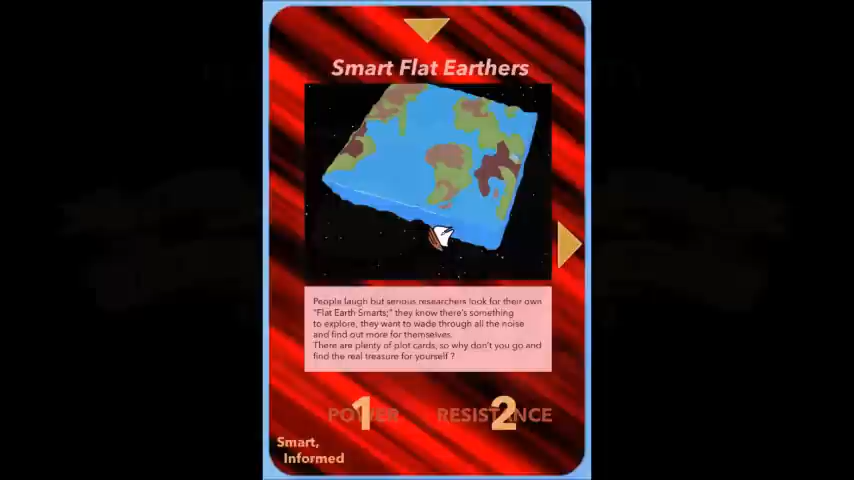 Smart Flat Earthers
People laugh but serious researchers look for their own
"Flat Earth Smarts;" they know there's something
to explore, they want to wade through all the noise
and find out more for themselves.
There are plenty of plot cards, so why don't you go and
find the real treasure for yourself ?
POWER 1 RESISTANCE 2
Smart,
Informed